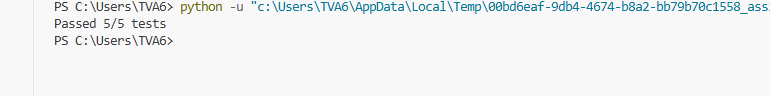 PS C:\Users\TVA6> python -u "c:\Users\TVA6\AppData\Local\Temp\00bd6eaf-9db4-4674-b8a2-bb79b70c1558_assi
Passed 5/5 tests
PS C:\Users\TVA6>